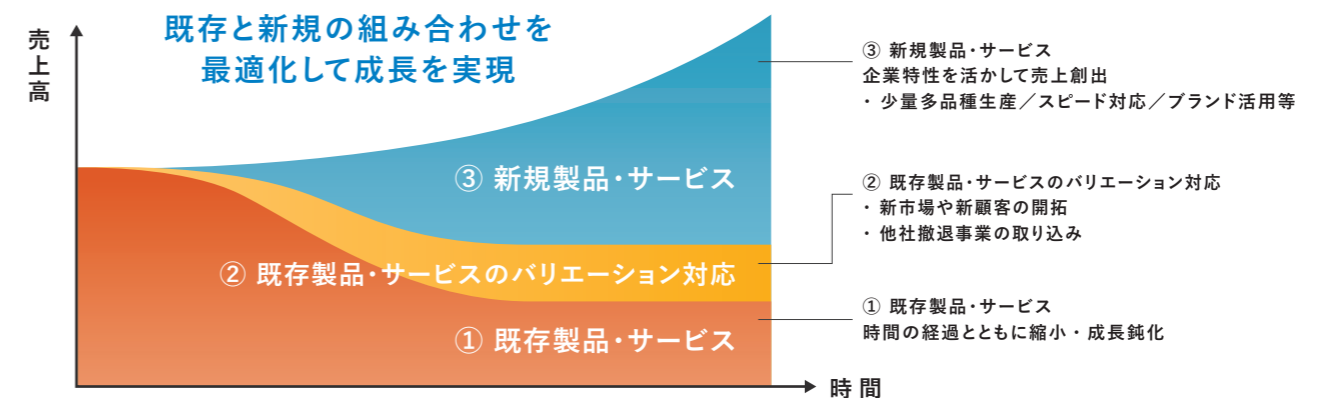 既存と新規の組み合わせを
最適化して成長を実現
売上高
③ 新規製品・サービス
② 既存製品・サービスのバリエーション対応
① 既存製品・サービス
時間
③ 新規製品・サービス
企業特性を活かして売上創出
・ 少量多品種生産／スピード対応／ブランド活用等
② 既存製品・サービスのバリエーション対応
・ 新市場や新顧客の開拓
・ 他社撤退事業の取り込み
① 既存製品・サービス
時間の経過とともに縮小・成長鈍化